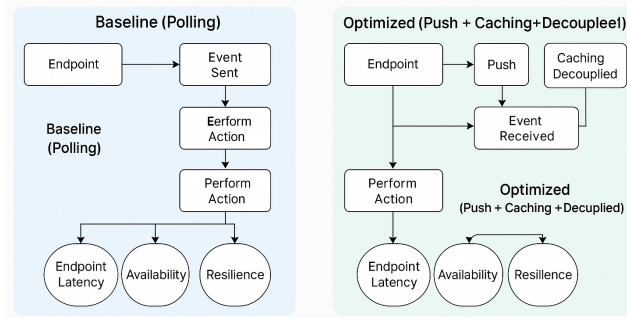 Baseline (Polling)
Endpoint
Event
Sent
Baseline
(Polling)
Eerform
Action
Perform
Action
Endpoint
Latency
Availability
Resilience
Optimized (Push + Caching+Decouplee1)
Endpoint
Push
Caching
Decouplied
Event
Received
Perform
Action
Optimized
(Push + Caching +Decuplied)
Endpoint
Latency
Availability
Resillence